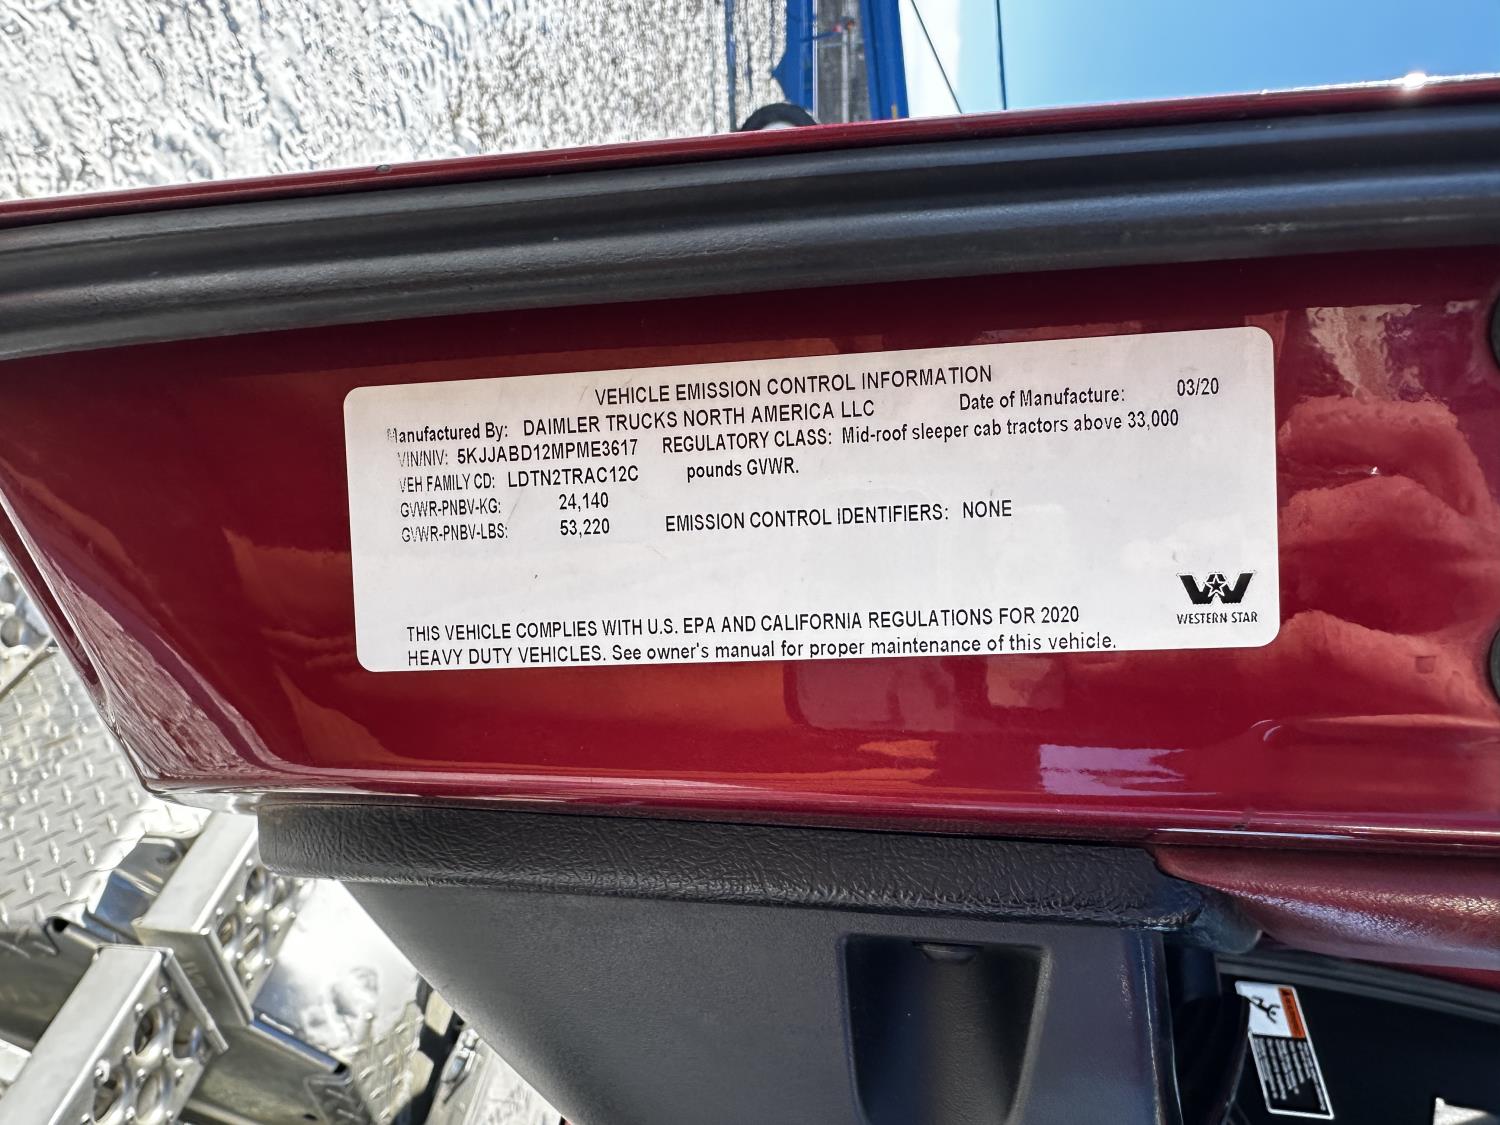 VEHICLE EMISSION CONTROL INFORMATION
Manufactured By: DAIMLER TRUCKS NORTH AMERICA LLC Date of Manufacture: 03/20
VIN/NIV: 5KJJABD12MPME3617 REGULATORY CLASS: Mid-roof sleeper cab tractors above 33,000
VEH FAMILY CD: LDTN2TRAC12C pounds GVWR.
GVWR-PNBV-KG: 24,140
GVWR-PNBV-LBS: 53,220 EMISSION CONTROL IDENTIFIERS: NONE
THIS VEHICLE COMPLIES WITH U.S. EPA AND CALIFORNIA REGULATIONS FOR 2020
HEAVY DUTY VEHICLES. See owner's manual for proper maintenance of this vehicle.
WESTERN STAR